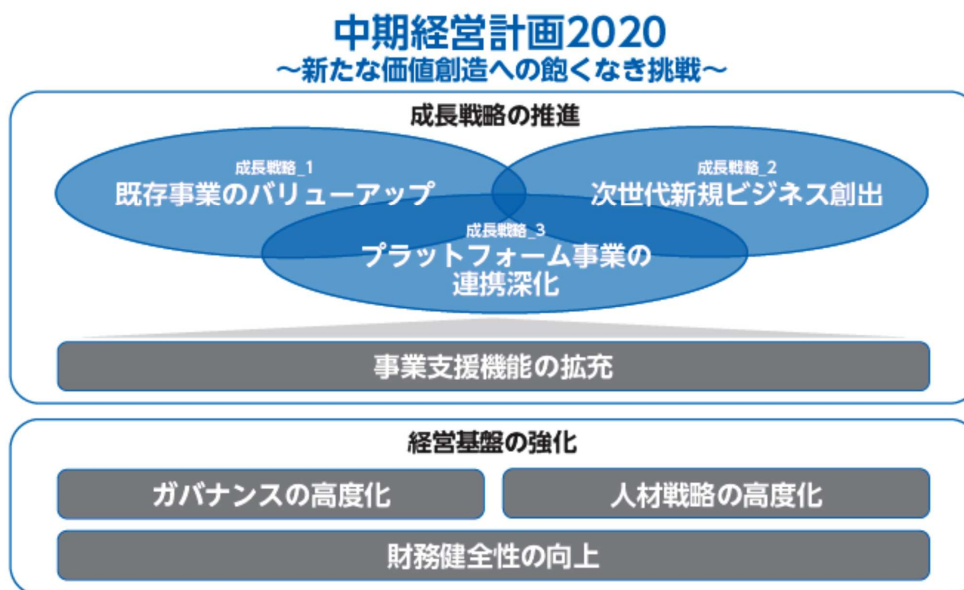 中期経営計画2020
～新たな価値創造への飽くなき挑戦～
成長戦略の推進
成長戦略_1
既存事業のバリューアップ
成長戦略_2
次世代新規ビジネス創出
成長戦略_3
プラットフォーム事業の
連携深化
事業支援機能の拡充
経営基盤の強化
ガバナンスの高度化
人材戦略の高度化
財務健全性の向上